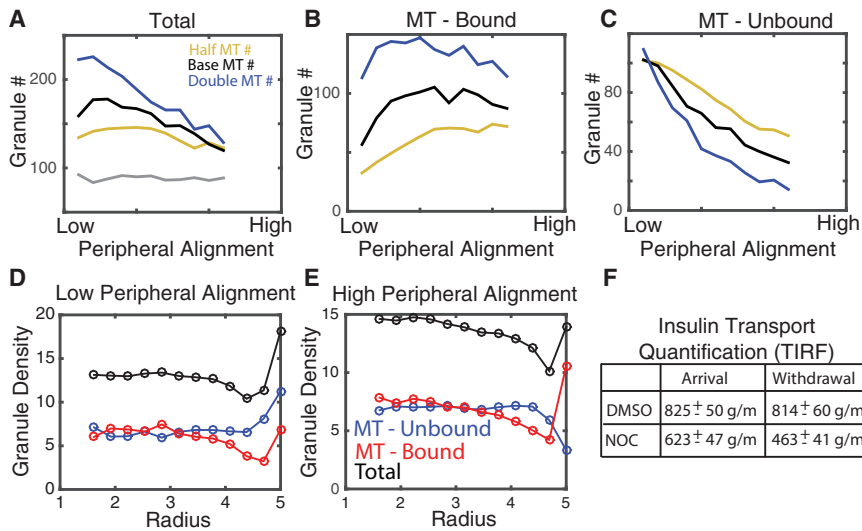 A
Total
Half MT #
Base MT #
Double MT #
Granule #
200
100
Low
High
Peripheral Alignment
B
MT - Bound
Granule #
100
0
Low
High
Peripheral Alignment
C
MT - Unbound
Granule #
80
40
0
Low
High
Peripheral Alignment
D
Low Peripheral Alignment
Granule Density
20
15
10
5
0
1 2 3 4 5
Radius
E
High Peripheral Alignment
Granule Density
15
10
5
0
MT - Unbound
MT - Bound
Total
1 2 3 4 5
Radius
F
Insulin Transport
Quantification (TIRF)
Arrival Withdrawal
DMSO 825 ± 50 g/m 814 ± 60 g/m
NOC 623 ± 47 g/m 463 ± 41 g/m